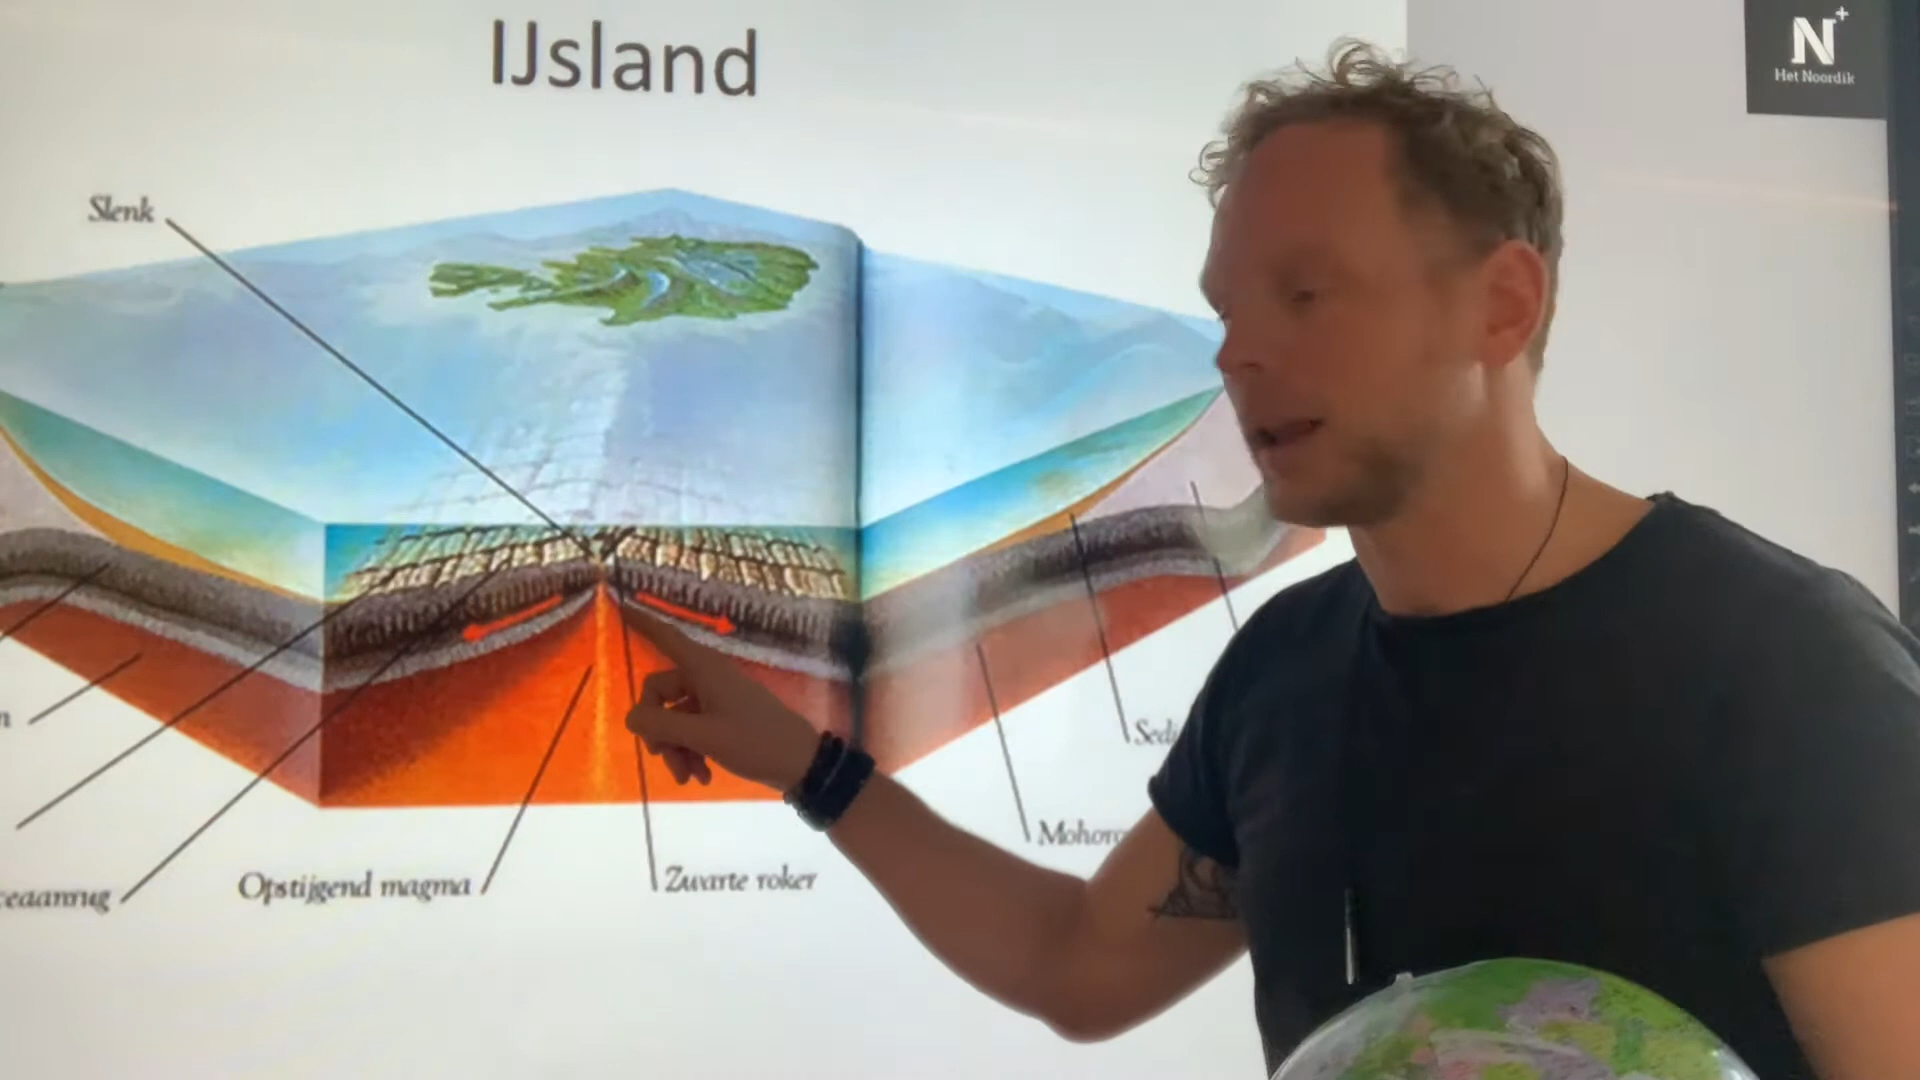 IJsland
N+
Het Noordik
Slenk
Opstijgend magma
Zwarte roker